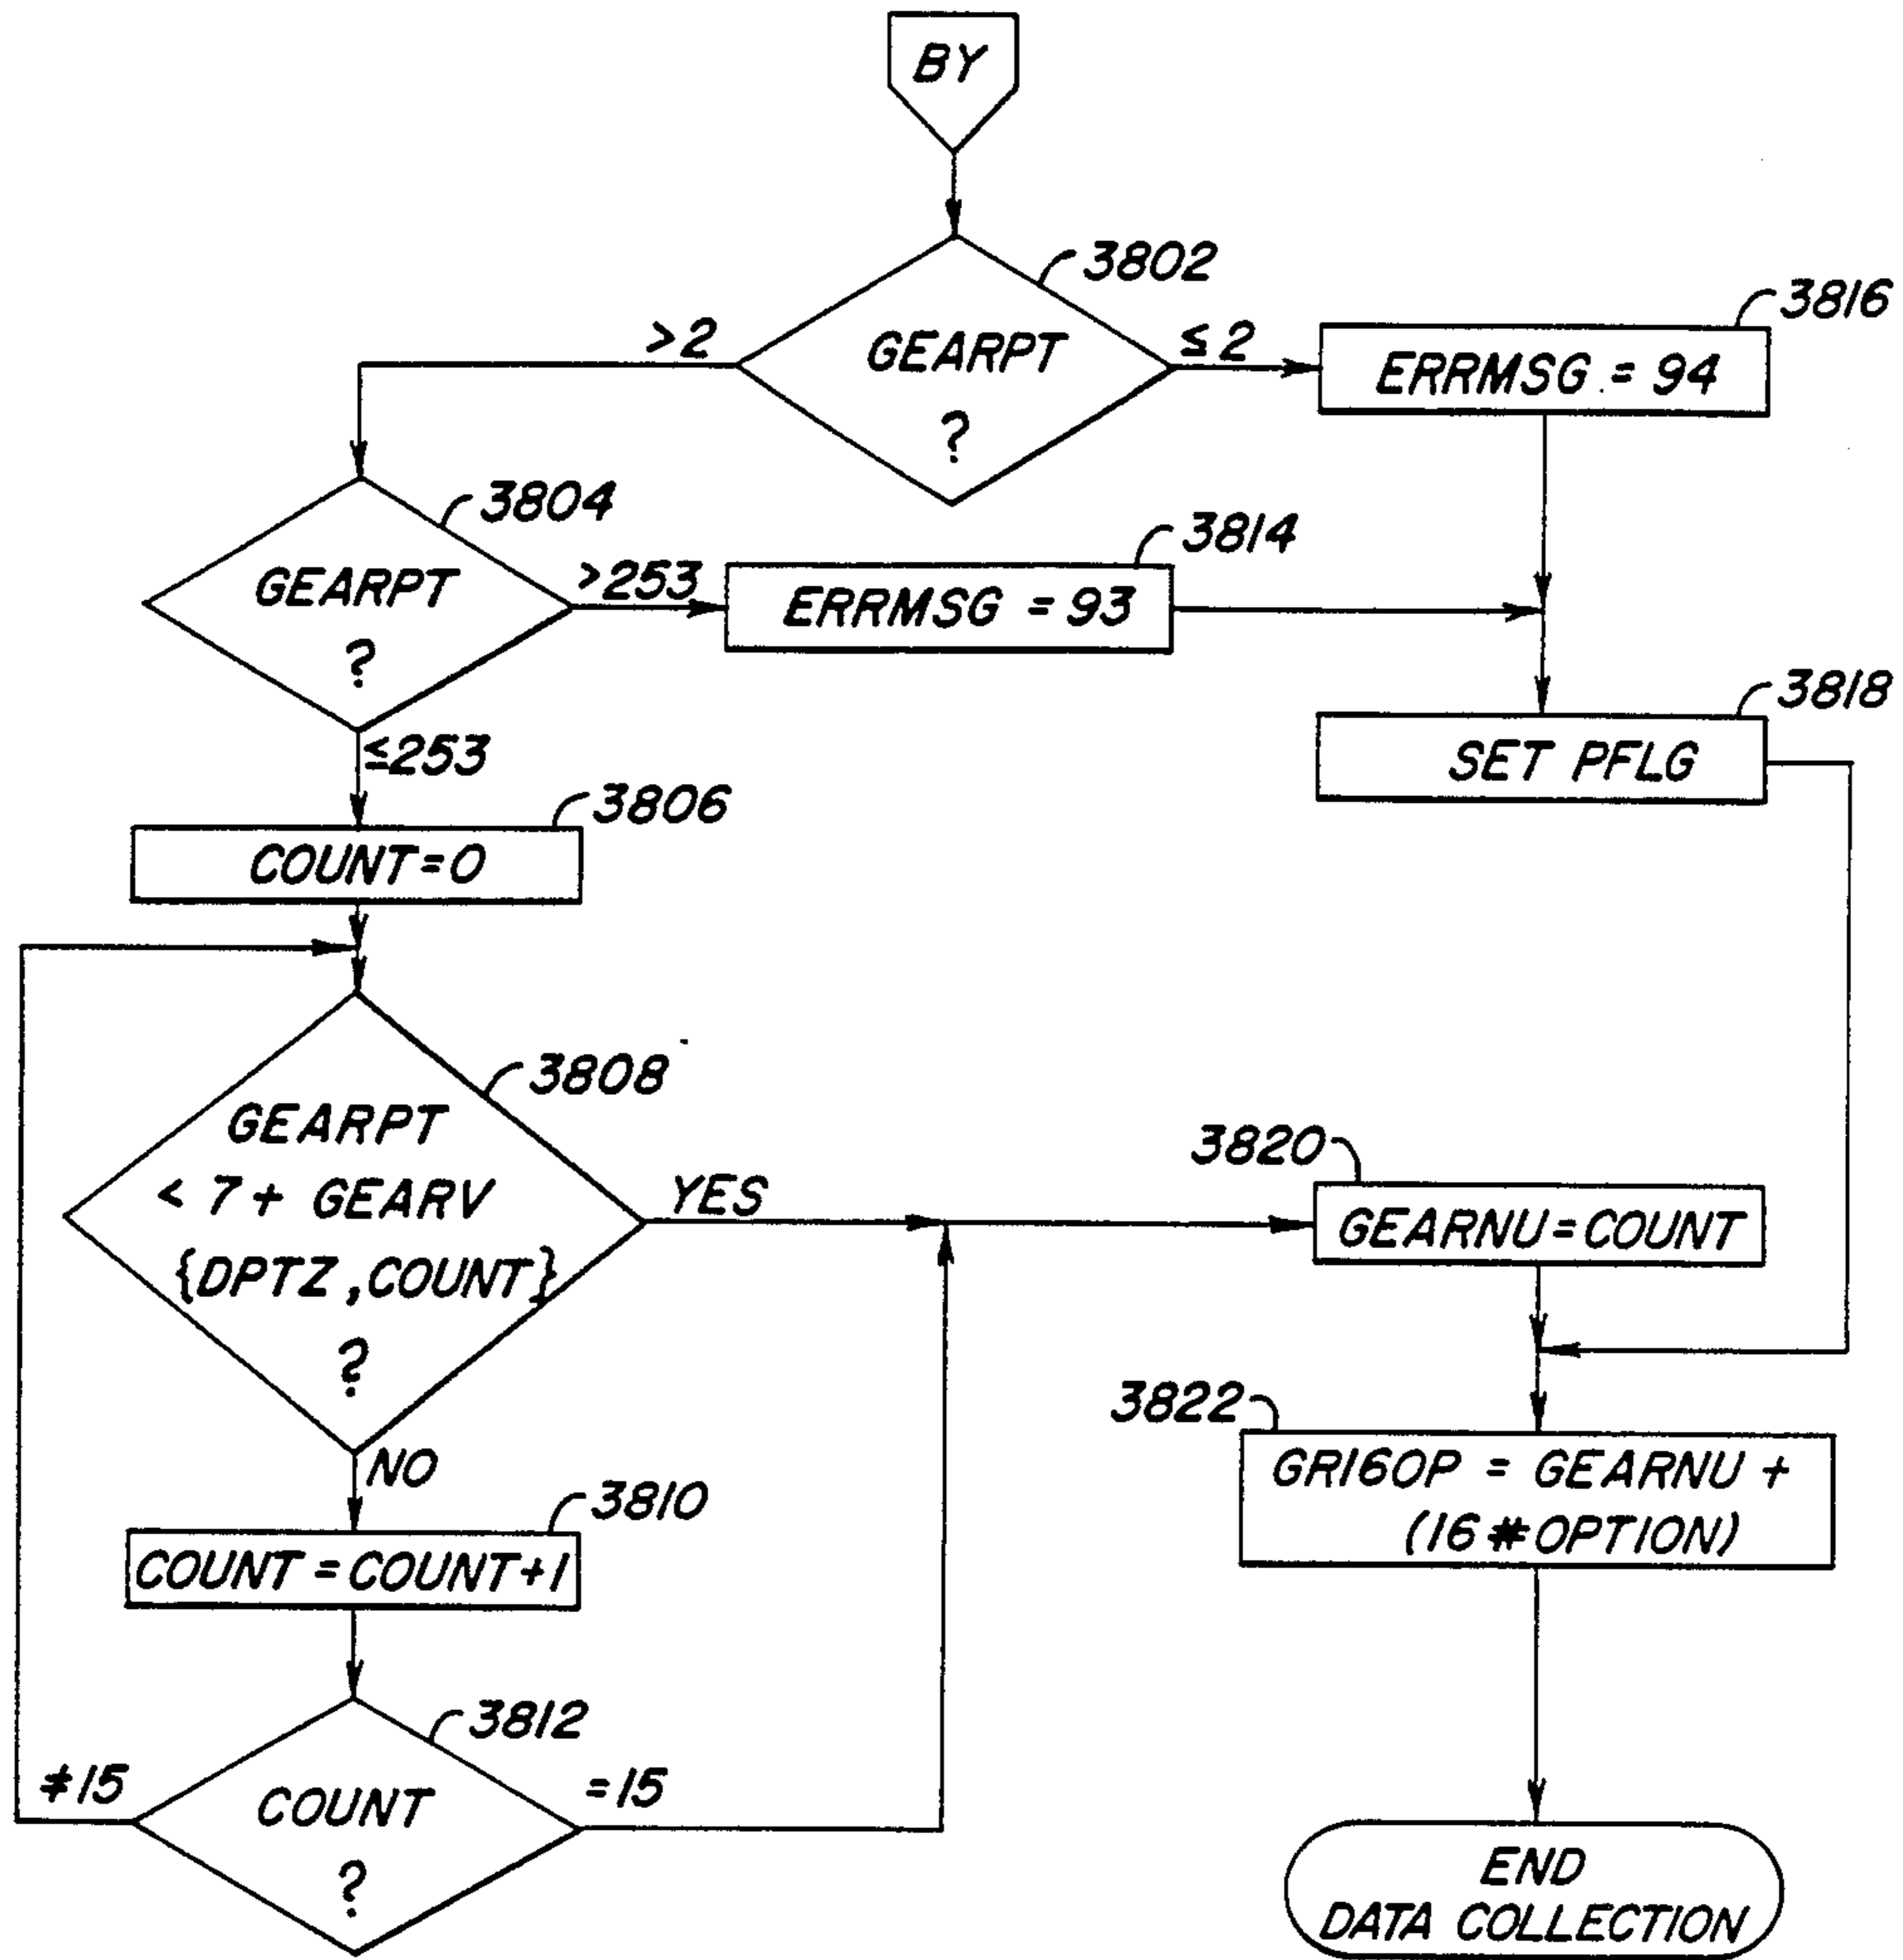 BY
3802
GEARPT
?
>2
≤2
3816
ERRMSG = 94
3804
GEARPT
?
>253
3814
ERRMSG = 93
3818
SET PFLG
≤253
3806
COUNT=0
3808
GEARPT
< 7 + GEARV
{DPTZ,COUNT}
?
YES
3820
GEARNU=COUNT
NO
3810
COUNT=COUNT+1
3822
GR16OP = GEARNU +
(16*OPTION)
3812
COUNT
?
≠15
=15
END
DATA COLLECTION